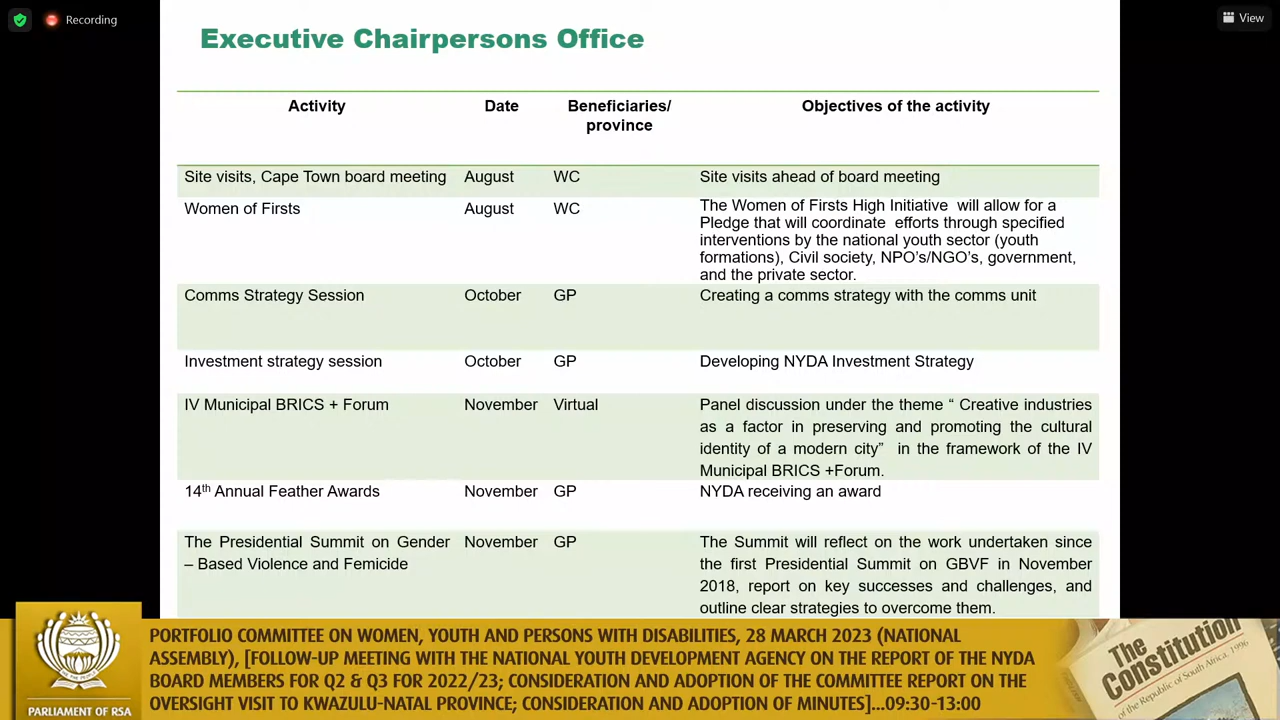 Recording
View
Executive Chairpersons Office
Activity Date Beneficiaries/ Objectives of the activity
province
Site visits, Cape Town board meeting August WC Site visits ahead of board meeting
Women of Firsts August WC The Women of Firsts High Initiative will allow for a
Pledge that will coordinate efforts through specified
interventions by the national youth sector (youth
formations), Civil society, NPO's/NGO's, government,
and the private sector.
Comms Strategy Session October GP Creating a comms strategy with the comms unit
Investment strategy session October GP Developing NYDA Investment Strategy
IV Municipal BRICS + Forum November Virtual Panel discussion under the theme “ Creative industries
as a factor in preserving and promoting the cultural
identity of a modern city” in the framework of the IV
Municipal BRICS +Forum.
14th Annual Feather Awards November GP NYDA receiving an award
The Presidential Summit on Gender November GP The Summit will reflect on the work undertaken since
– Based Violence and Femicide the first Presidential Summit on GBVF in November
2018, report on key successes and challenges, and
outline clear strategies to overcome them.
PORTFOLIO COMMITTEE ON WOMEN, YOUTH AND PERSONS WITH DISABILITIES, 28 MARCH 2023 (NATIONAL
ASSEMBLY), [FOLLOW-UP MEETING WITH THE NATIONAL YOUTH DEVELOPMENT AGENCY ON THE REPORT OF THE NYDA
BOARD MEMBERS FOR Q2 & Q3 FOR 2022/23; CONSIDERATION AND ADOPTION OF THE COMMITTEE REPORT ON THE
OVERSIGHT VISIT TO KWAZULU-NATAL PROVINCE; CONSIDERATION AND ADOPTION OF MINUTES]...09:30-13:00
PARLIAMENT OF RSA
The
Constitution
of the Republic of South Africa, 1996